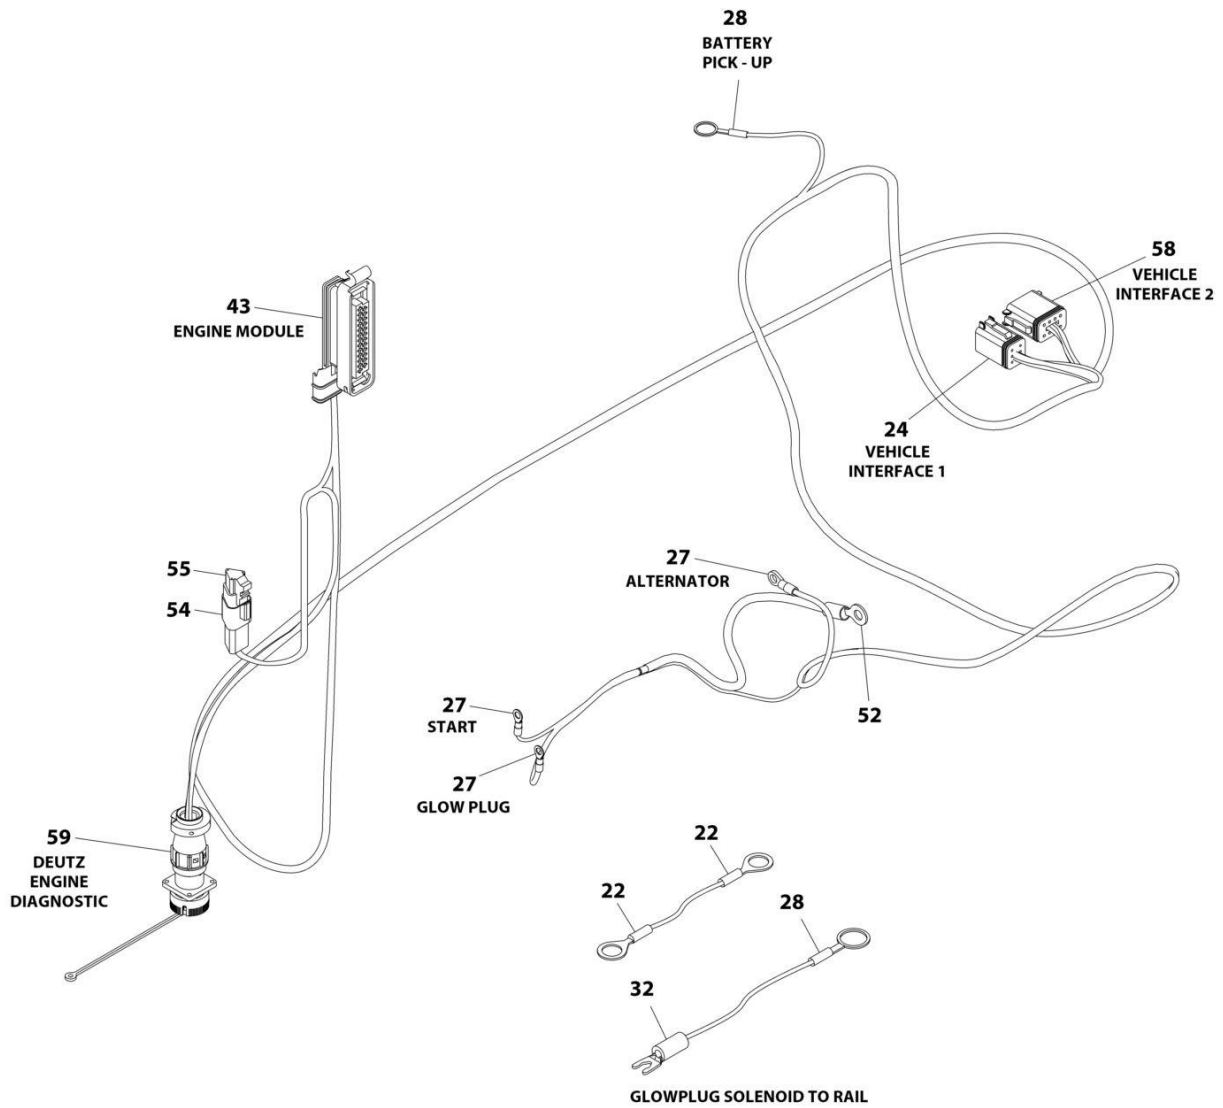 28
BATTERY
PICK - UP
58
VEHICLE
INTERFACE 2
43
ENGINE MODULE
24
VEHICLE
INTERFACE 1
55
54
27
ALTERNATOR
52
27
START
27
GLOW PLUG
59
DEUTZ
ENGINE
DIAGNOSTIC
22
22
28
32
GLOWPLUG SOLENOID TO RAIL